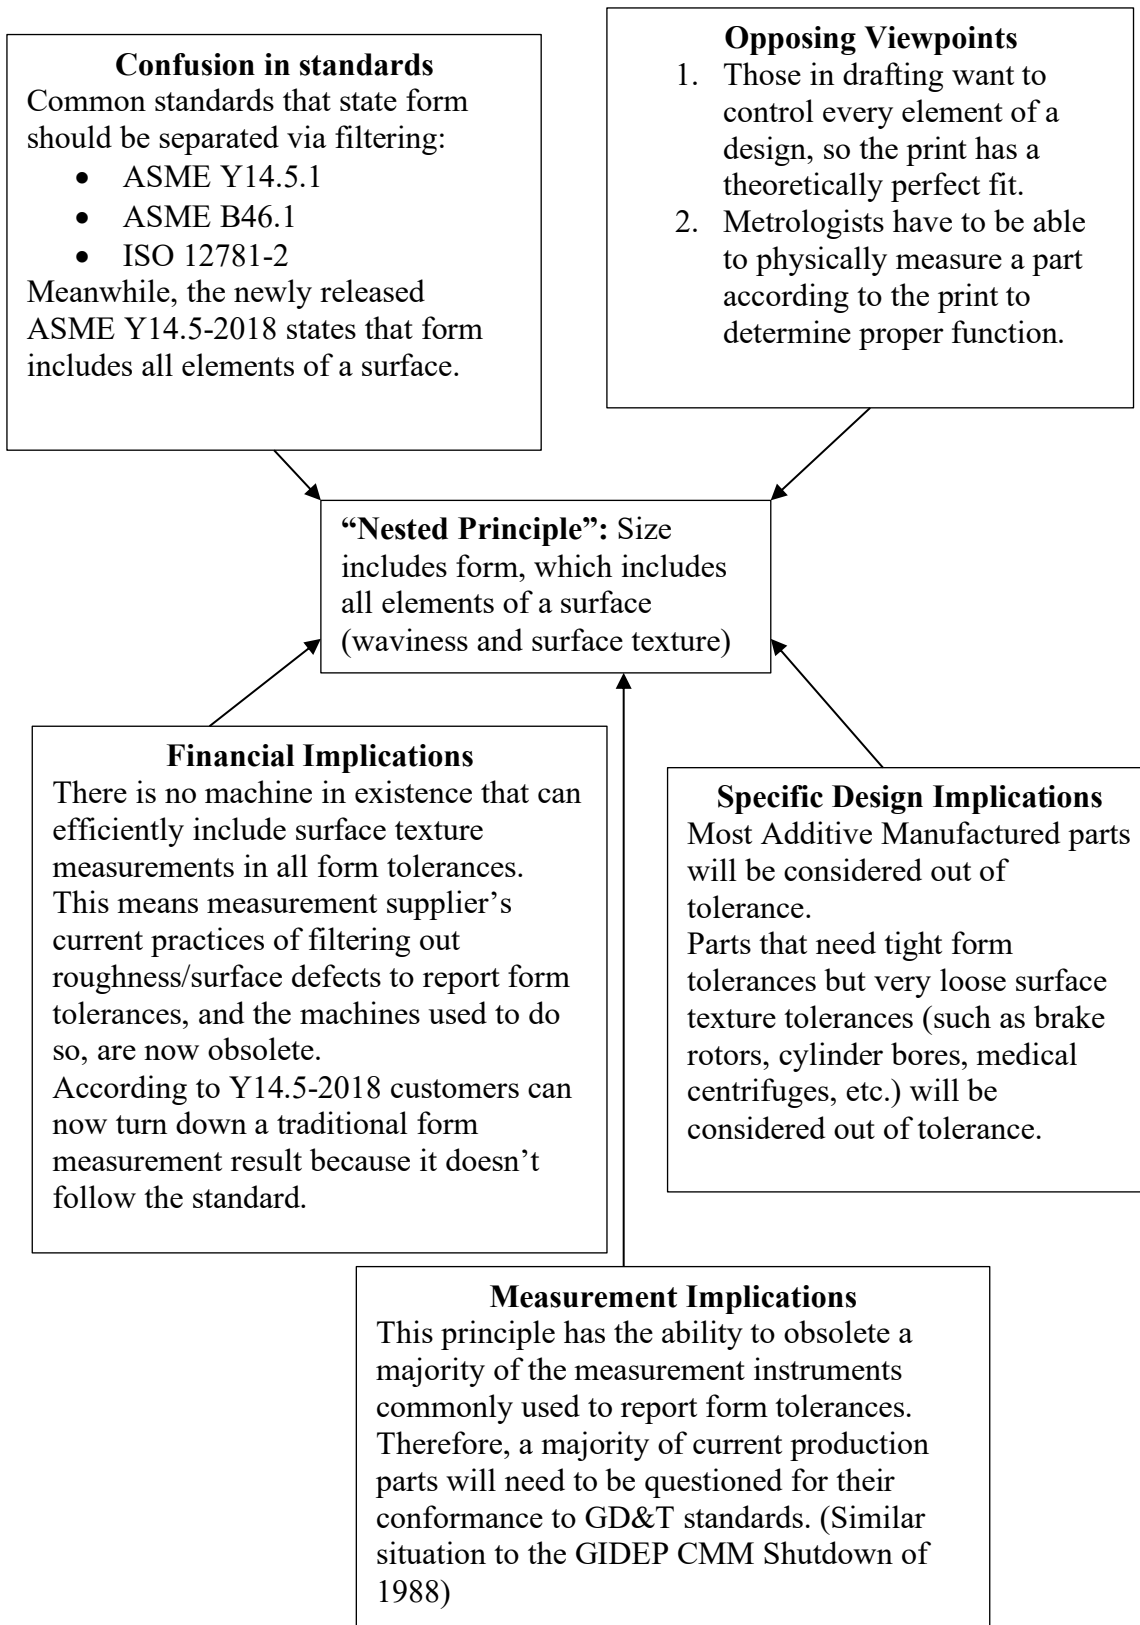 Confusion in standards
Common standards that state form
should be separated via filtering:
• ASME Y14.5.1
• ASME B46.1
• ISO 12781-2
Meanwhile, the newly released
ASME Y14.5-2018 states that form
includes all elements of a surface.
Opposing Viewpoints
1. Those in drafting want to
control every element of a
design, so the print has a
theoretically perfect fit.
2. Metrologists have to be able
to physically measure a part
according to the print to
determine proper function.
“Nested Principle”: Size
includes form, which includes
all elements of a surface
(waviness and surface texture)
Financial Implications
There is no machine in existence that can
efficiently include surface texture
measurements in all form tolerances.
This means measurement supplier’s
current practices of filtering out
roughness/surface defects to report form
tolerances, and the machines used to do
so, are now obsolete.
According to Y14.5-2018 customers can
now turn down a traditional form
measurement result because it doesn’t
follow the standard.
Specific Design Implications
Most Additive Manufactured parts
will be considered out of
tolerance.
Parts that need tight form
tolerances but very loose surface
texture tolerances (such as brake
rotors, cylinder bores, medical
centrifuges, etc.) will be
considered out of tolerance.
Measurement Implications
This principle has the ability to obsolete a
majority of the measurement instruments
commonly used to report form tolerances.
Therefore, a majority of current production
parts will need to be questioned for their
conformance to GD&T standards. (Similar
situation to the GIDEP CMM Shutdown of
1988)